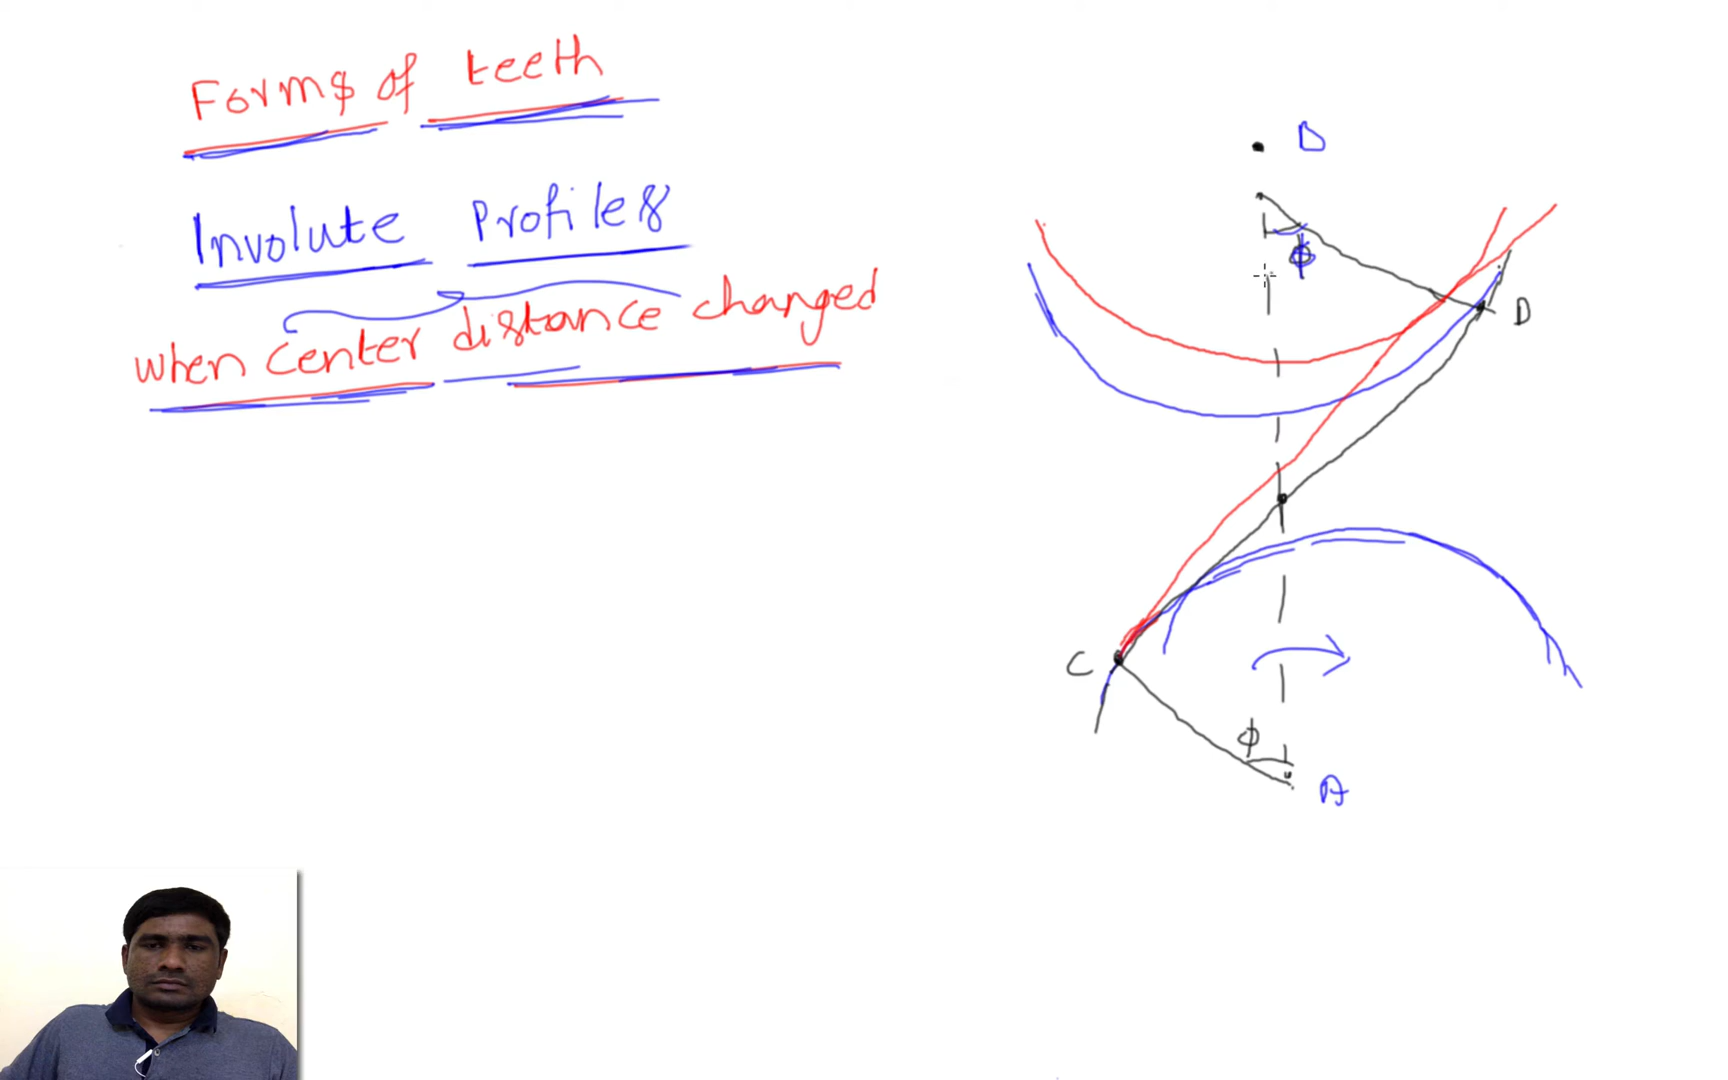 Forms of teeth
Involute Profiles
when center distance changed
B
Φ
D
C
Φ
A